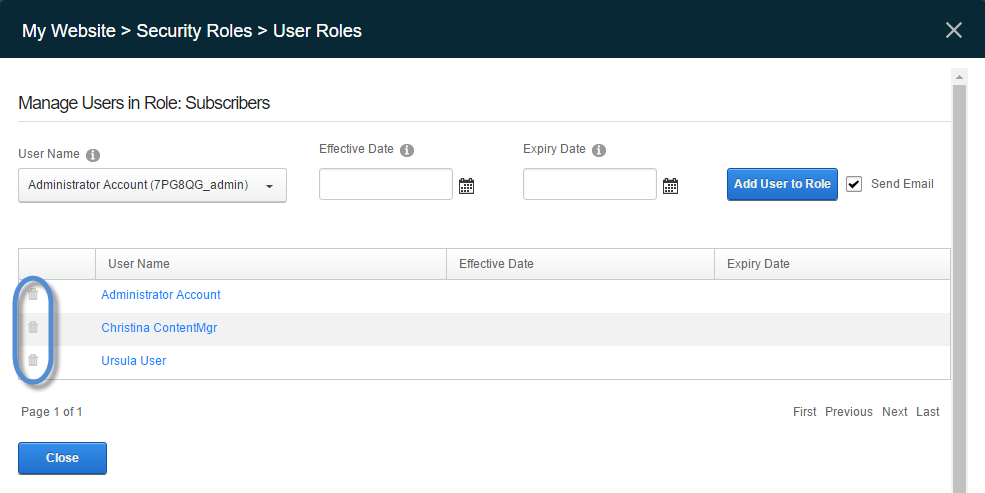 My Website > Security Roles > User Roles
Manage Users in Role: Subscribers
User Name
Effective Date
Expiry Date
Administrator Account (7PG8QG_admin)
Add User to Role
Send Email
User Name Effective Date Expiry Date
Administrator Account
Christina ContentMgr
Ursula User
Page 1 of 1
First Previous Next Last
Close